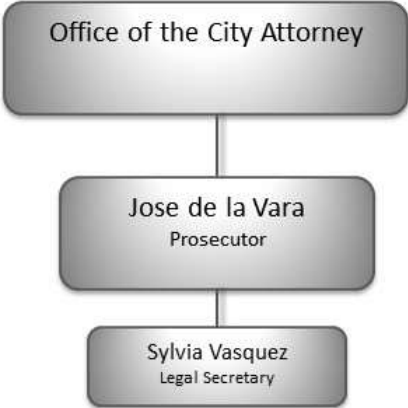 Office of the City Attorney
Jose de la Vara
Prosecutor
Sylvia Vasquez
Legal Secretary